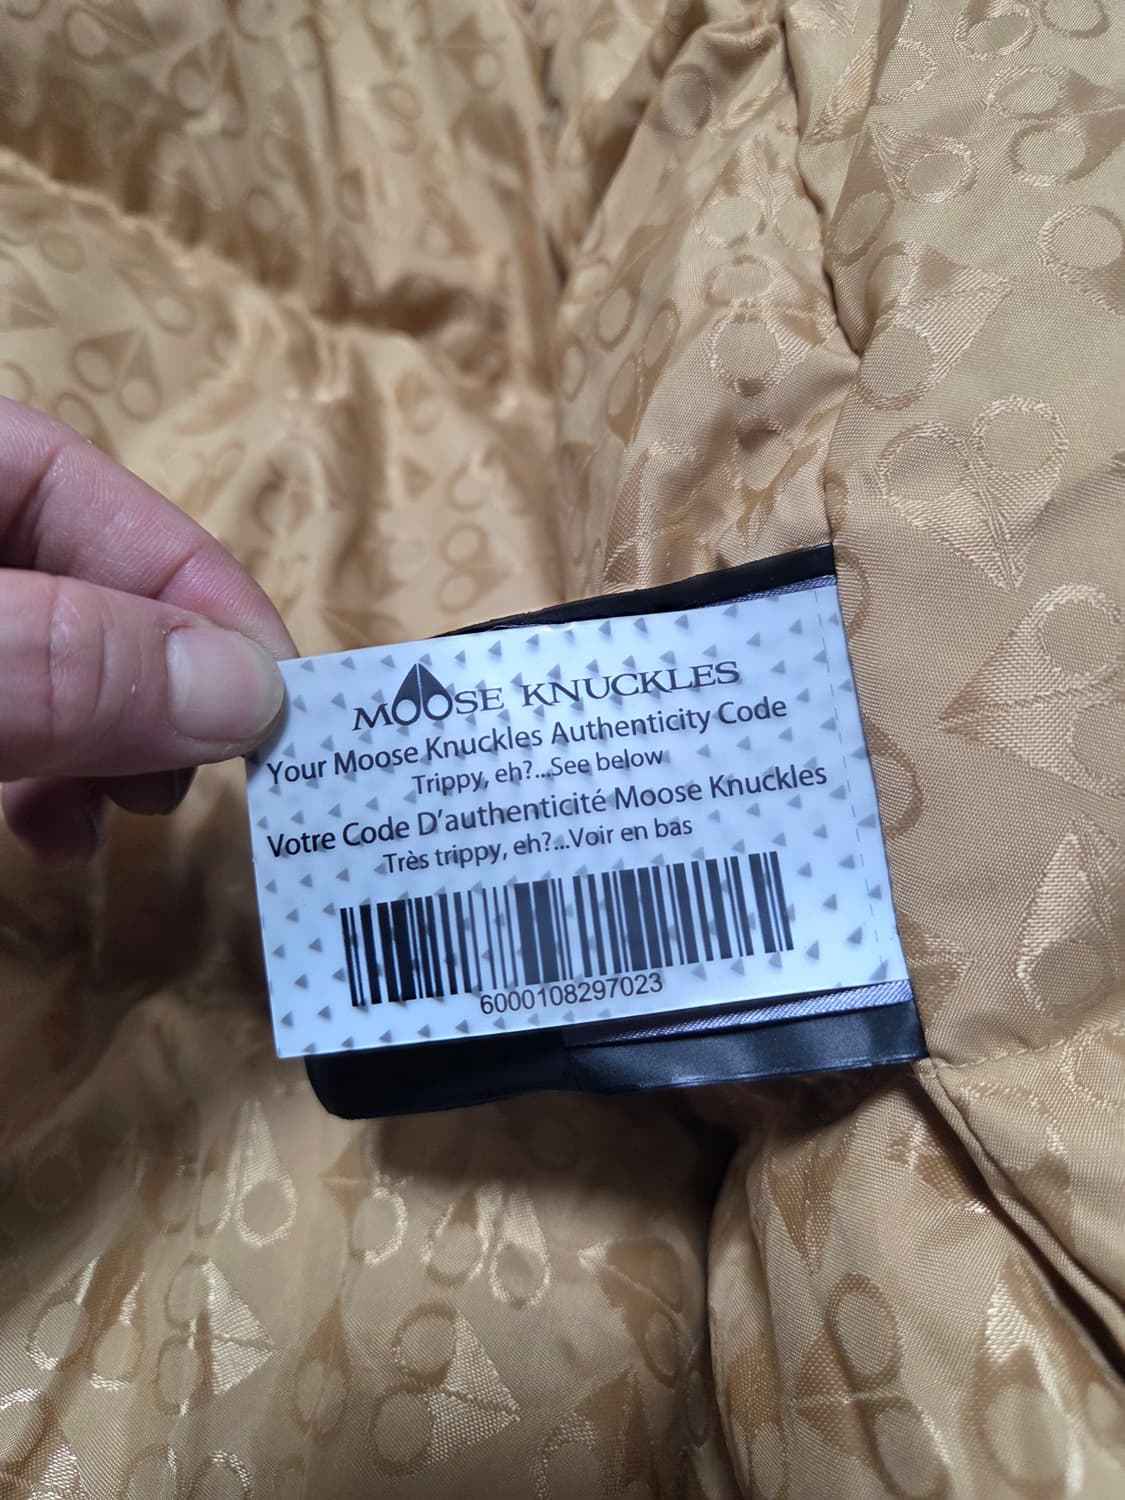 MOOSE KNUCKLES
Your Moose Knuckles Authenticity Code
Trippy, eh?...See below
Votre Code D'authenticité Moose Knuckles
Très trippy, eh?...Voir en bas
6000108297023